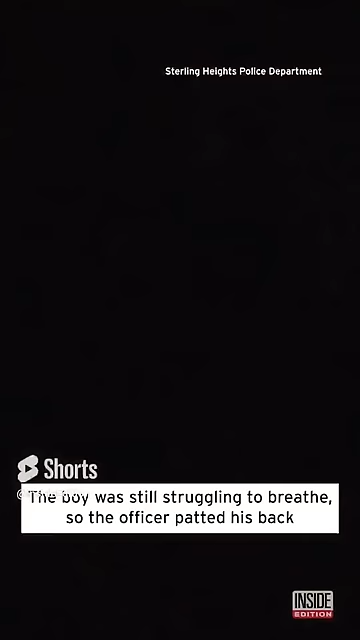 Sterling Heights Police Department
Shorts
The boy was still struggling to breathe,
so the officer patted his back
INSIDE
EDITION